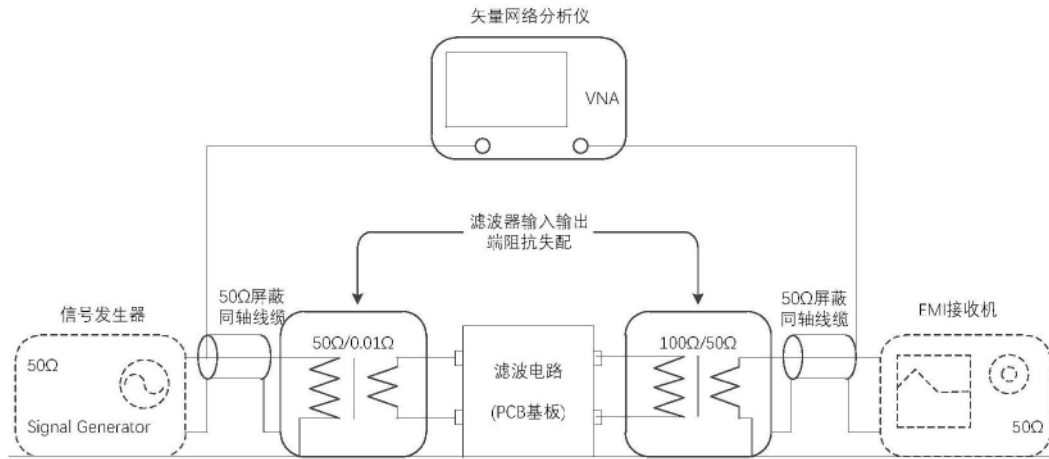 矢量网络分析仪
VNA
滤波器输入输出
端阻抗失配
信号发生器
50Ω屏蔽
同轴线缆
50Ω屏蔽
同轴线缆
EMI接收机
50Ω
Signal Generator
50Ω/0.01Ω
滤波电路
(PCB基板)
100Ω/50Ω
50Ω